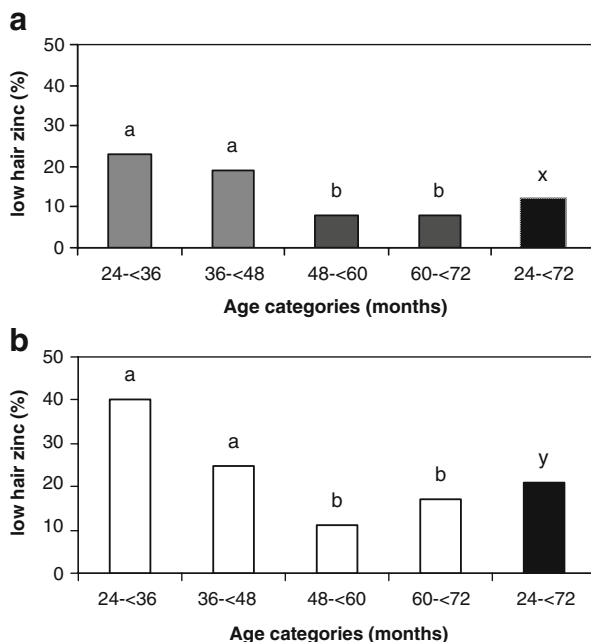 a
low hair zinc (%)
50
40
30
20
10
0
a
a
b
b
x
24-<36
36-<48
48-<60
60-<72
24-<72
Age categories (months)
b
low hair zinc (%)
50
40
30
20
10
0
a
a
b
b
y
24-<36
36-<48
48-<60
60-<72
24-<72
Age categories (months)